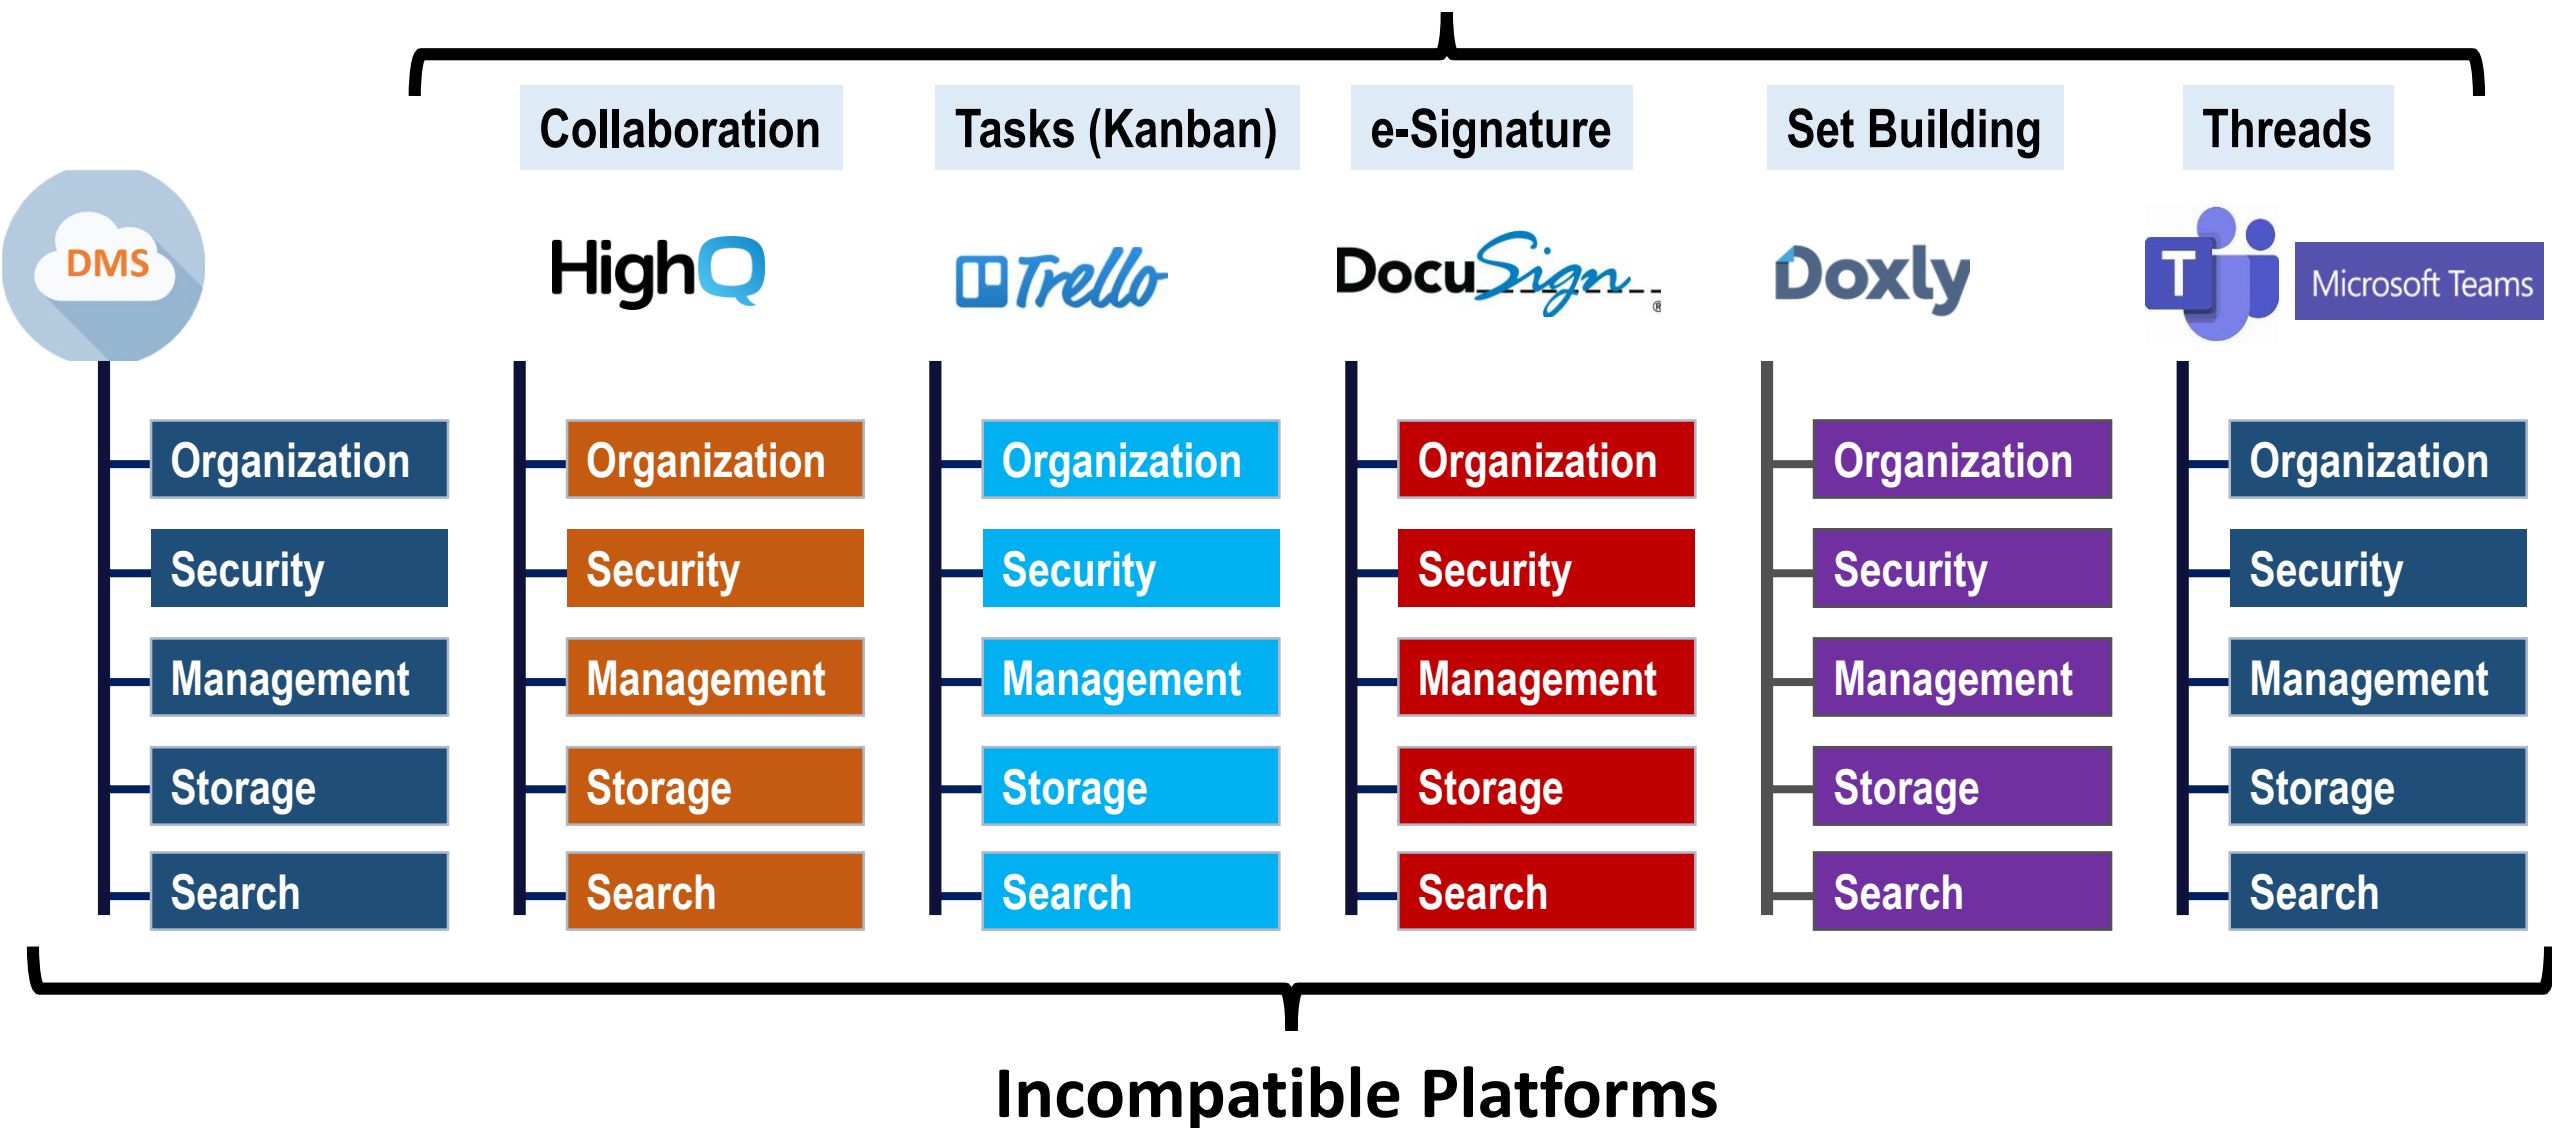 Collaboration Tasks (Kanban) e-Signature Set Building Threads
DMS HighQ Trello DocuSign® Doxly T Microsoft Teams
Organization Organization Organization Organization Organization Organization
Security Security Security Security Security Security
Management Management Management Management Management Management
Storage Storage Storage Storage Storage Storage
Search Search Search Search Search Search
Incompatible Platforms